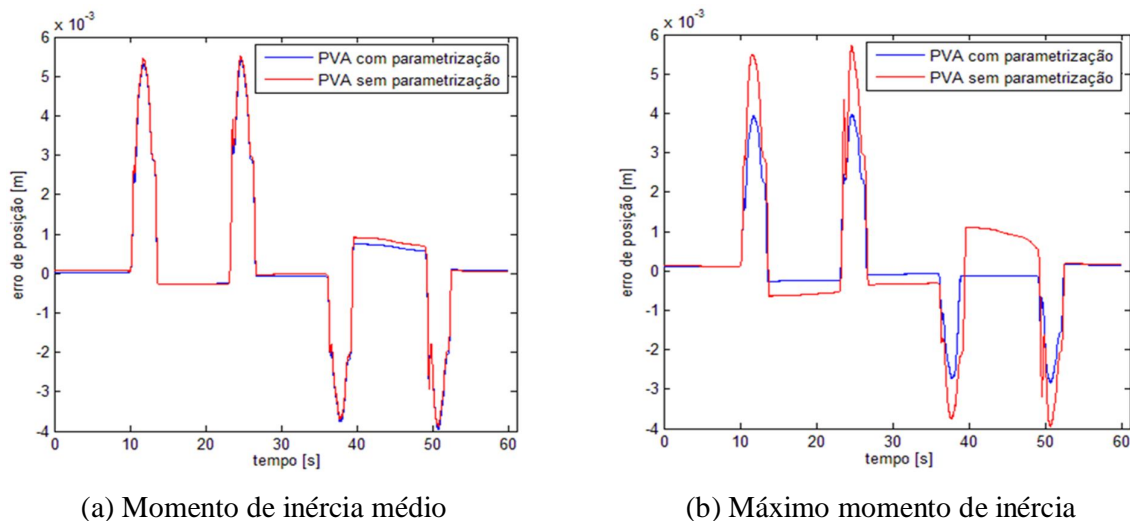 x 10⁻³
6
5
4
3
2
1
0
-1
-2
-3
-4
erro de posição [m]
PVA com parametrização
PVA sem parametrização
0 10 20 30 40 50 60
tempo [s]
(a) Momento de inércia médio
x 10⁻³
6
5
4
3
2
1
0
-1
-2
-3
-4
erro de posição [m]
PVA com parametrização
PVA sem parametrização
0 10 20 30 40 50 60
tempo [s]
(b) Máximo momento de inércia